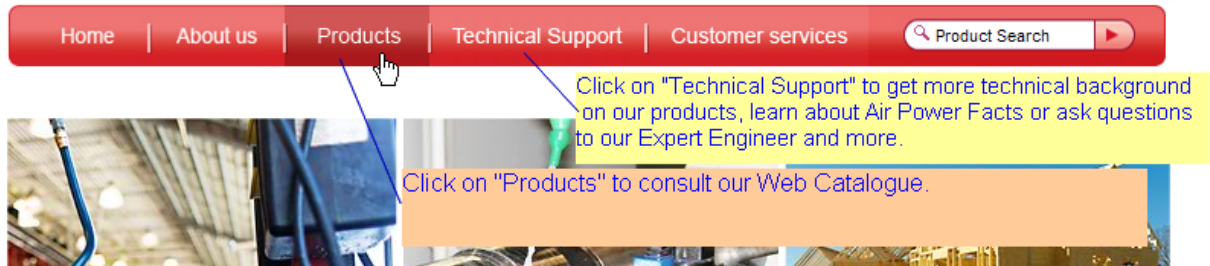 Home About us Products Technical Support Customer services Product Search
Click on "Technical Support" to get more technical background
on our products, learn about Air Power Facts or ask questions
to our Expert Engineer and more.
Click on "Products" to consult our Web Catalogue.